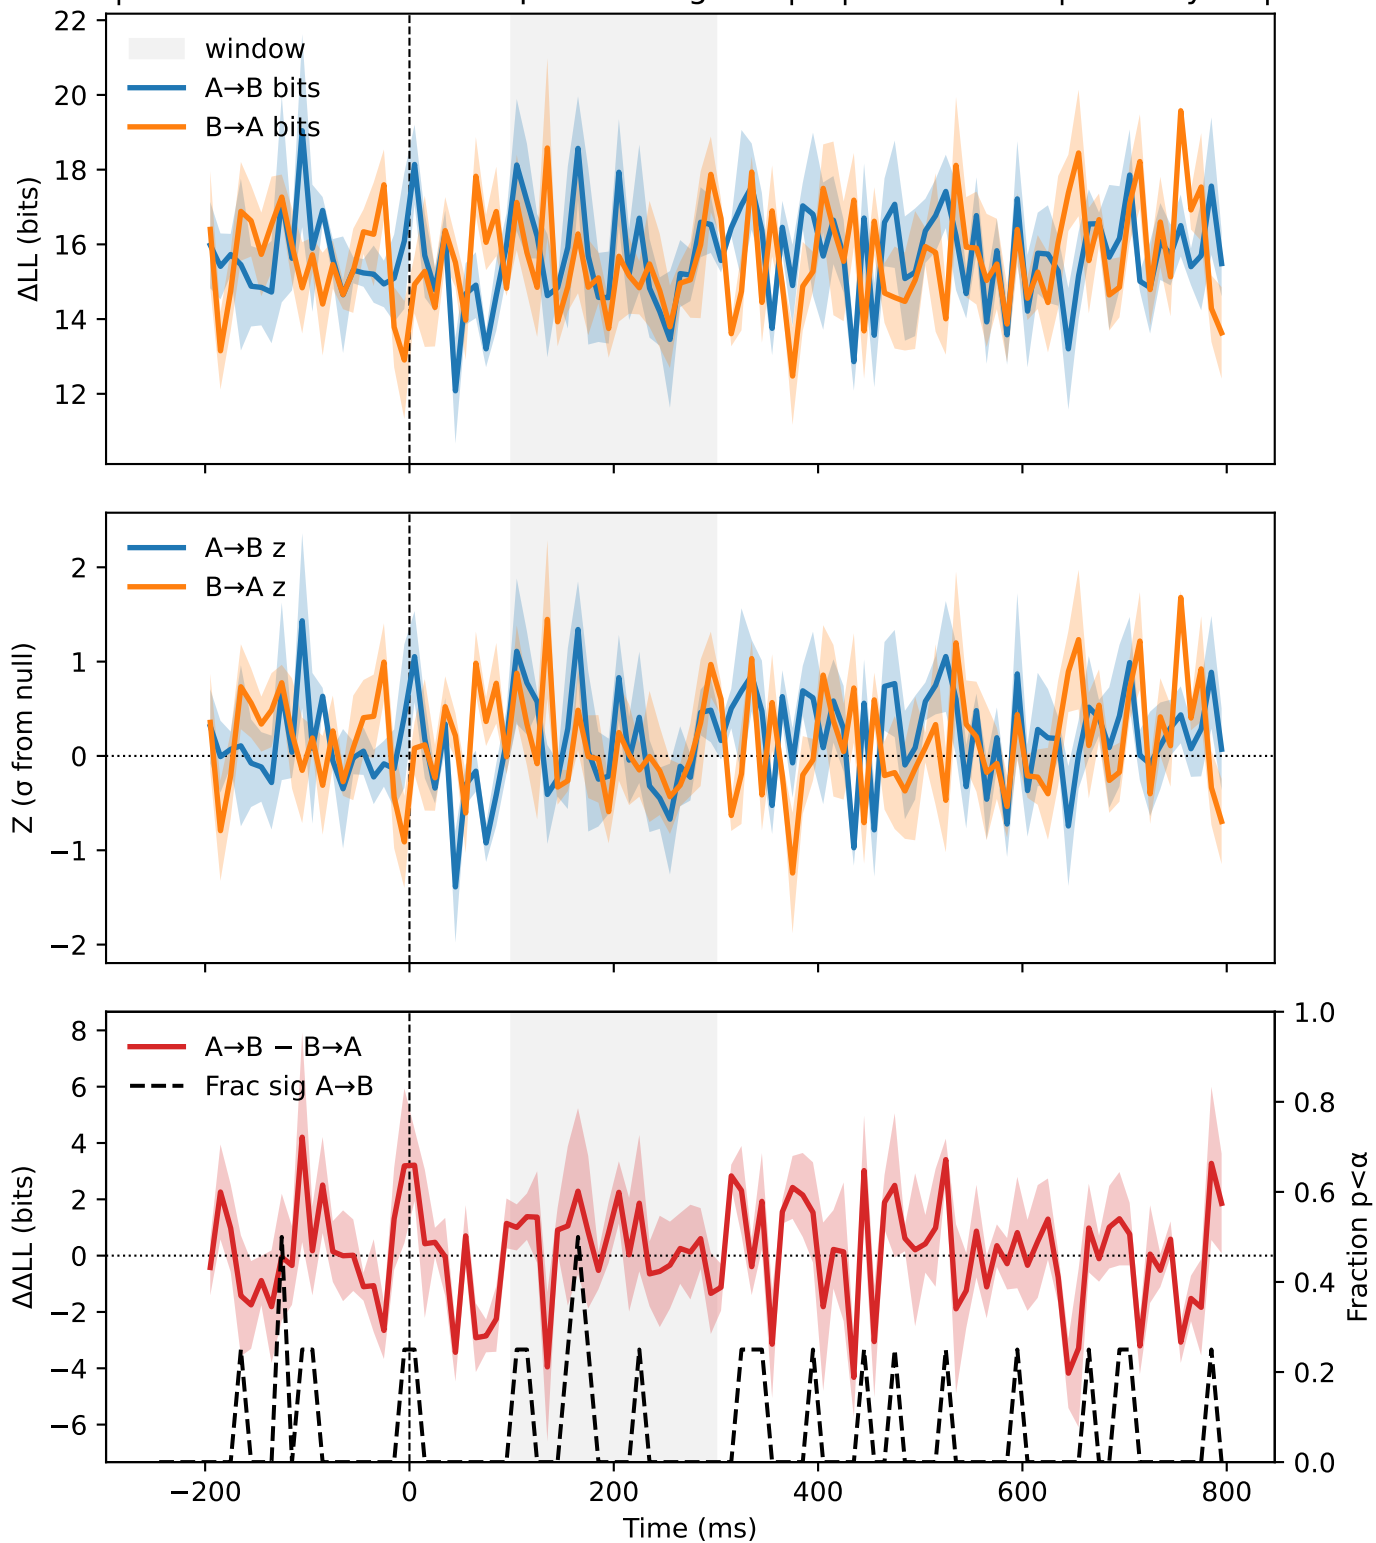 22
20
18
16
14
12
ΔLL (bits)
window
A→B bits
B→A bits
2
1
0
−1
−2
Z (σ from null)
A→B z
B→A z
8
6
4
2
0
−2
−4
−6
ΔΔLL (bits)
A→B − B→A
Frac sig A→B
1.0
0.8
0.6
0.4
0.2
0.0
Fraction p<α
−200 0 200 400 600 800
Time (ms)